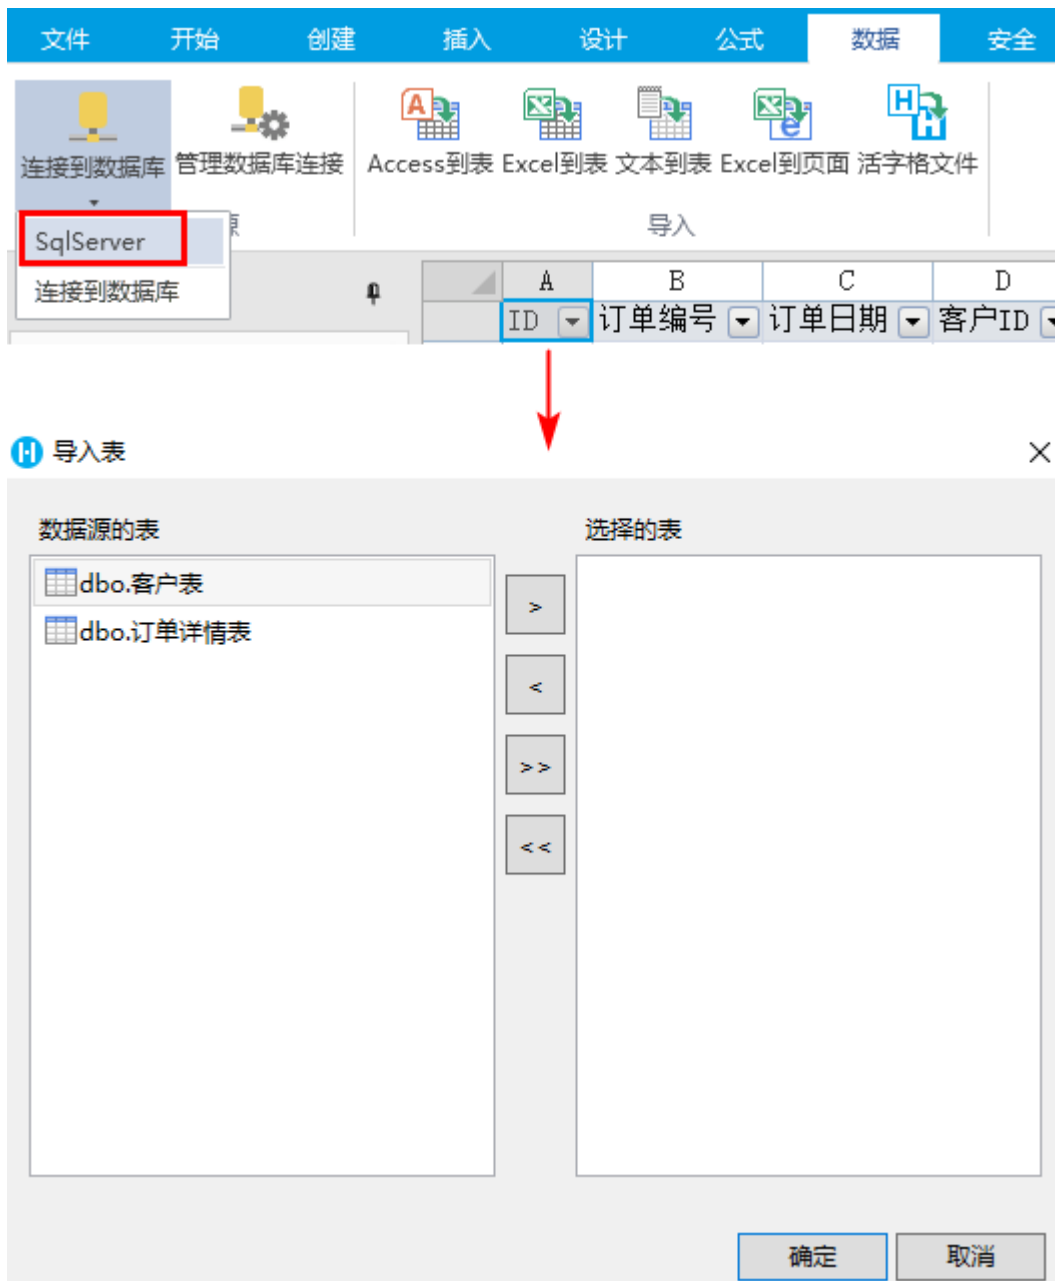 文件 开始 创建 插入 设计 公式 数据 安全
连接到数据库 管理数据库连接 Access到表 Excel到表 文本到表 Excel到页面 活字格文件
导入
SqlServer
连接到数据库
A B C D
ID 订单编号 订单日期 客户ID
导入表
数据源的表 选择的表
dbo.客户表
dbo.订单详情表
>
<
>>
<<
确定 取消